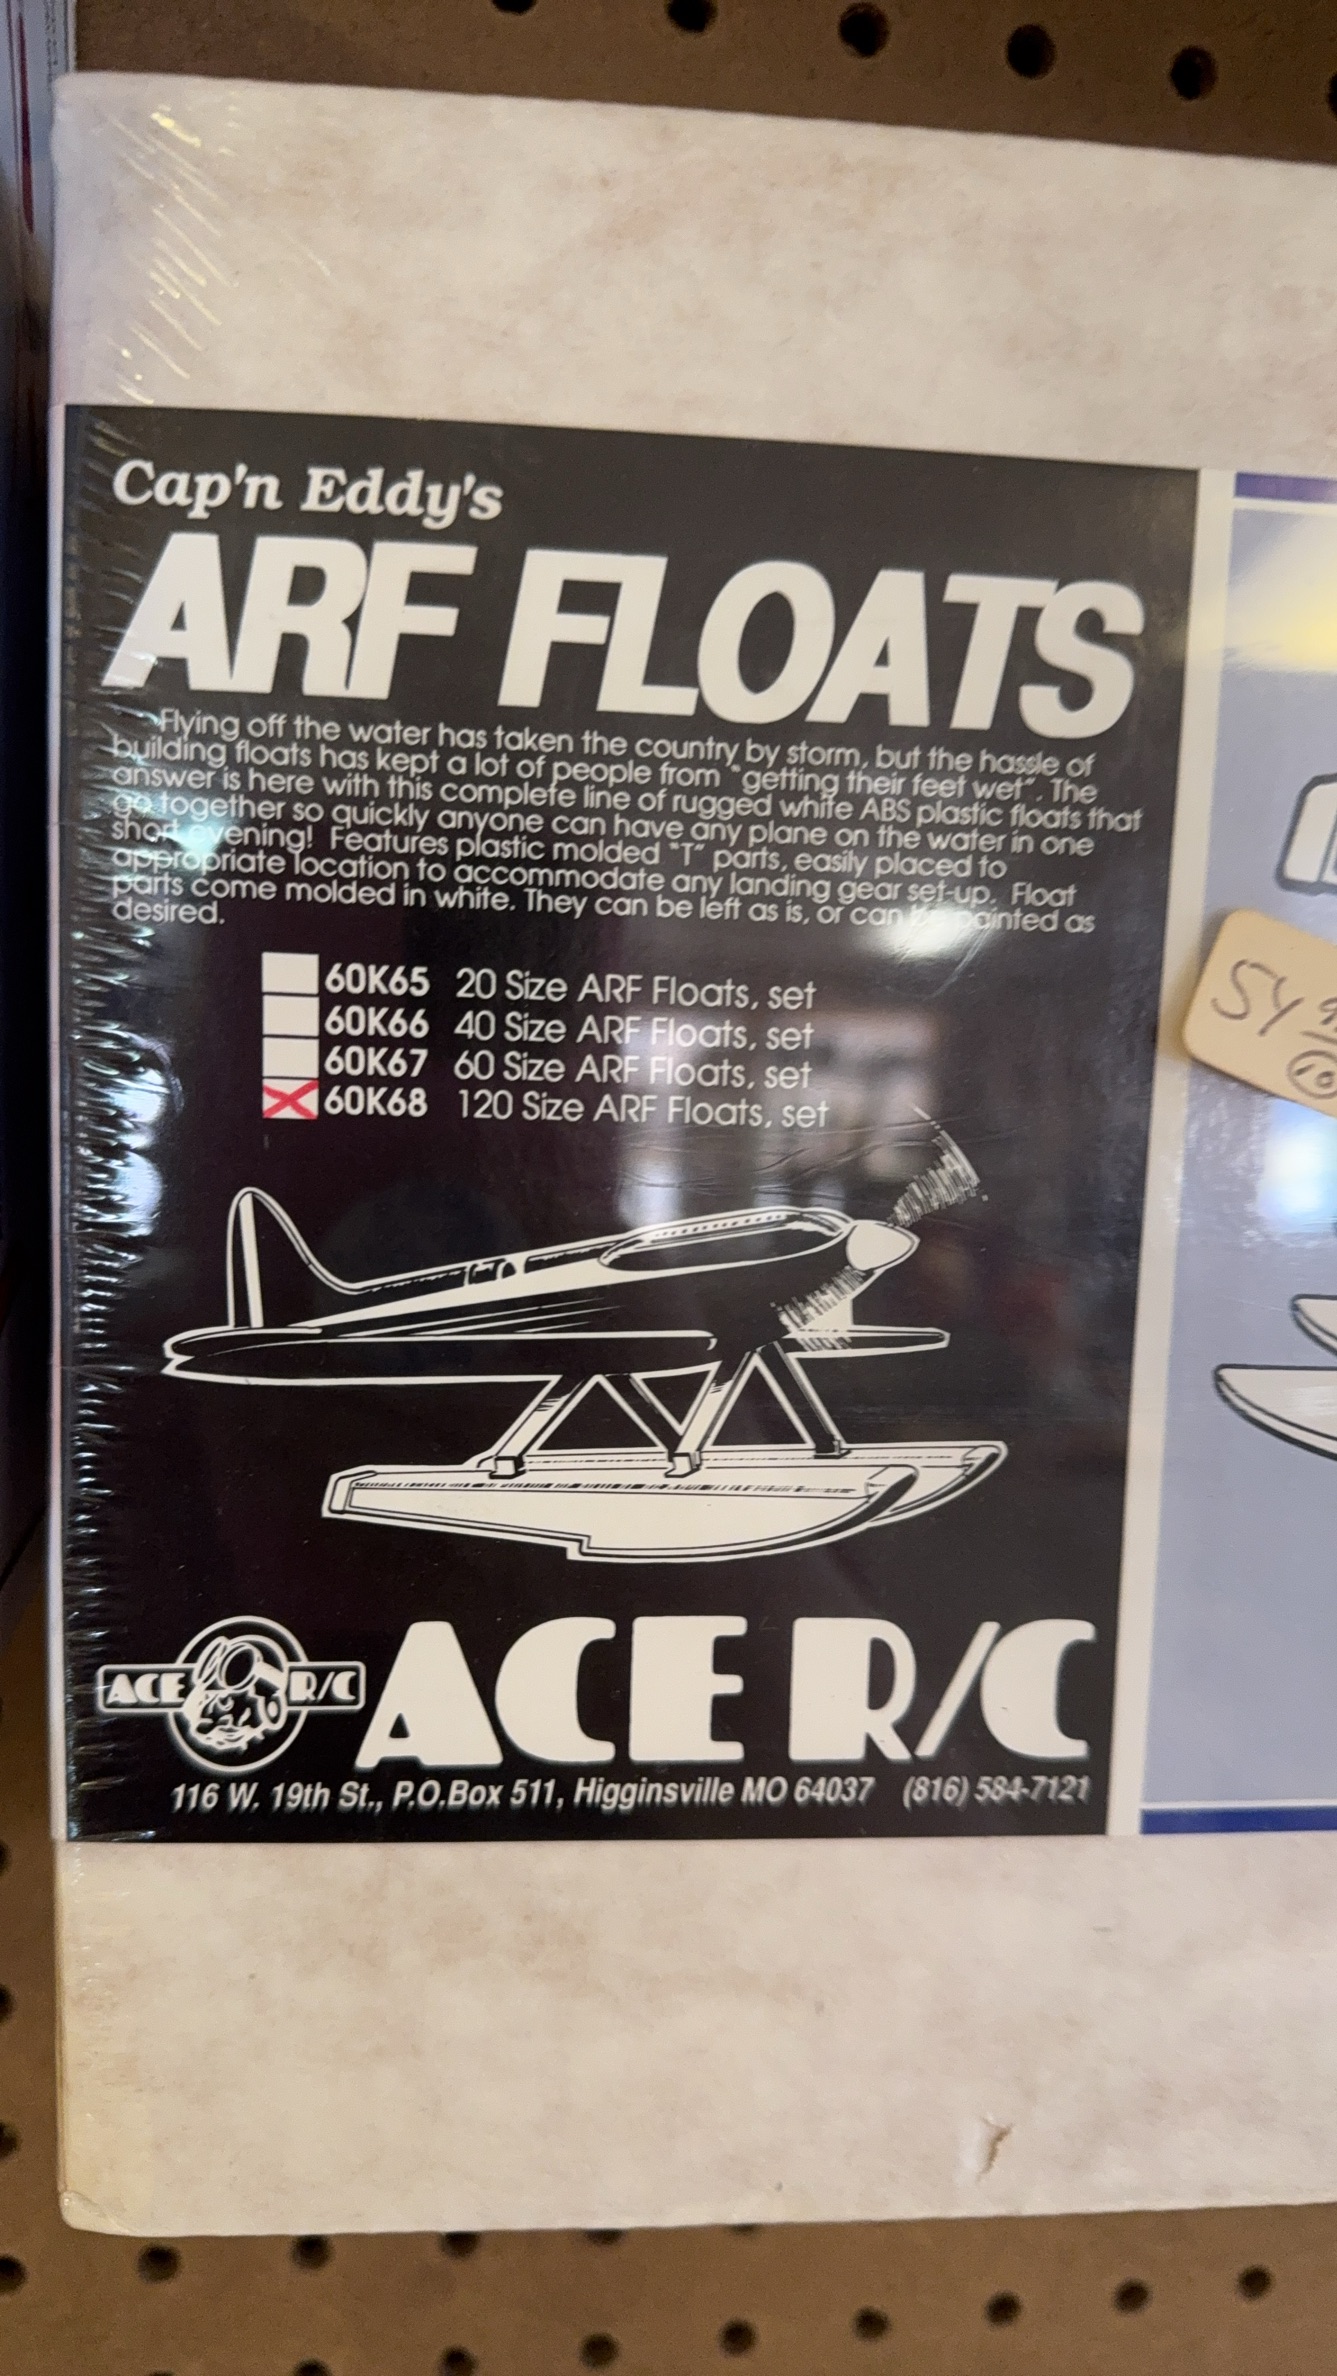 Cap'n Eddy's
ARF FLOATS
Flying off the water has taken the country by storm, but the hassle of
building floats has kept a lot of people from "getting their feet wet". The
answer is here with this complete line of rugged white ABS plastic floats that
go together so quickly anyone can have any plane on the water in one
short evening! Features plastic molded "T" parts, easily placed to
appropriate location to accommodate any landing gear set-up. Float
parts come molded in white. They can be left as is, or can be painted as
desired.
60K65 20 Size ARF Floats, set
60K66 40 Size ARF Floats, set
60K67 60 Size ARF Floats, set
60K68 120 Size ARF Floats, set
ACE R/C
ACE R/C
116 W. 19th St., P.O.Box 511, Higginsville MO 64037 (816) 584-7121